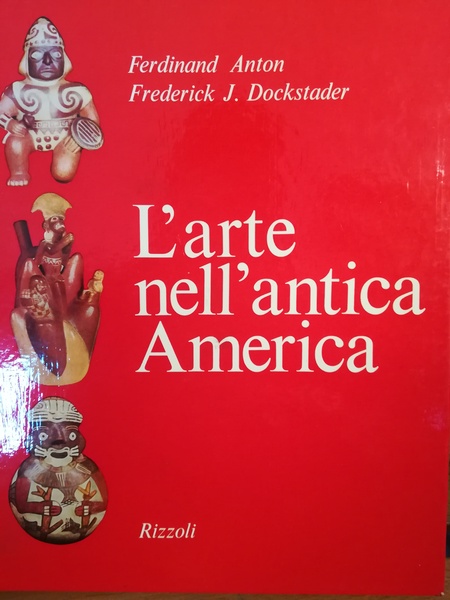 Ferdinand Anton
Frederick J. Dockstader
L'arte
nell'antica
America
Rizzoli